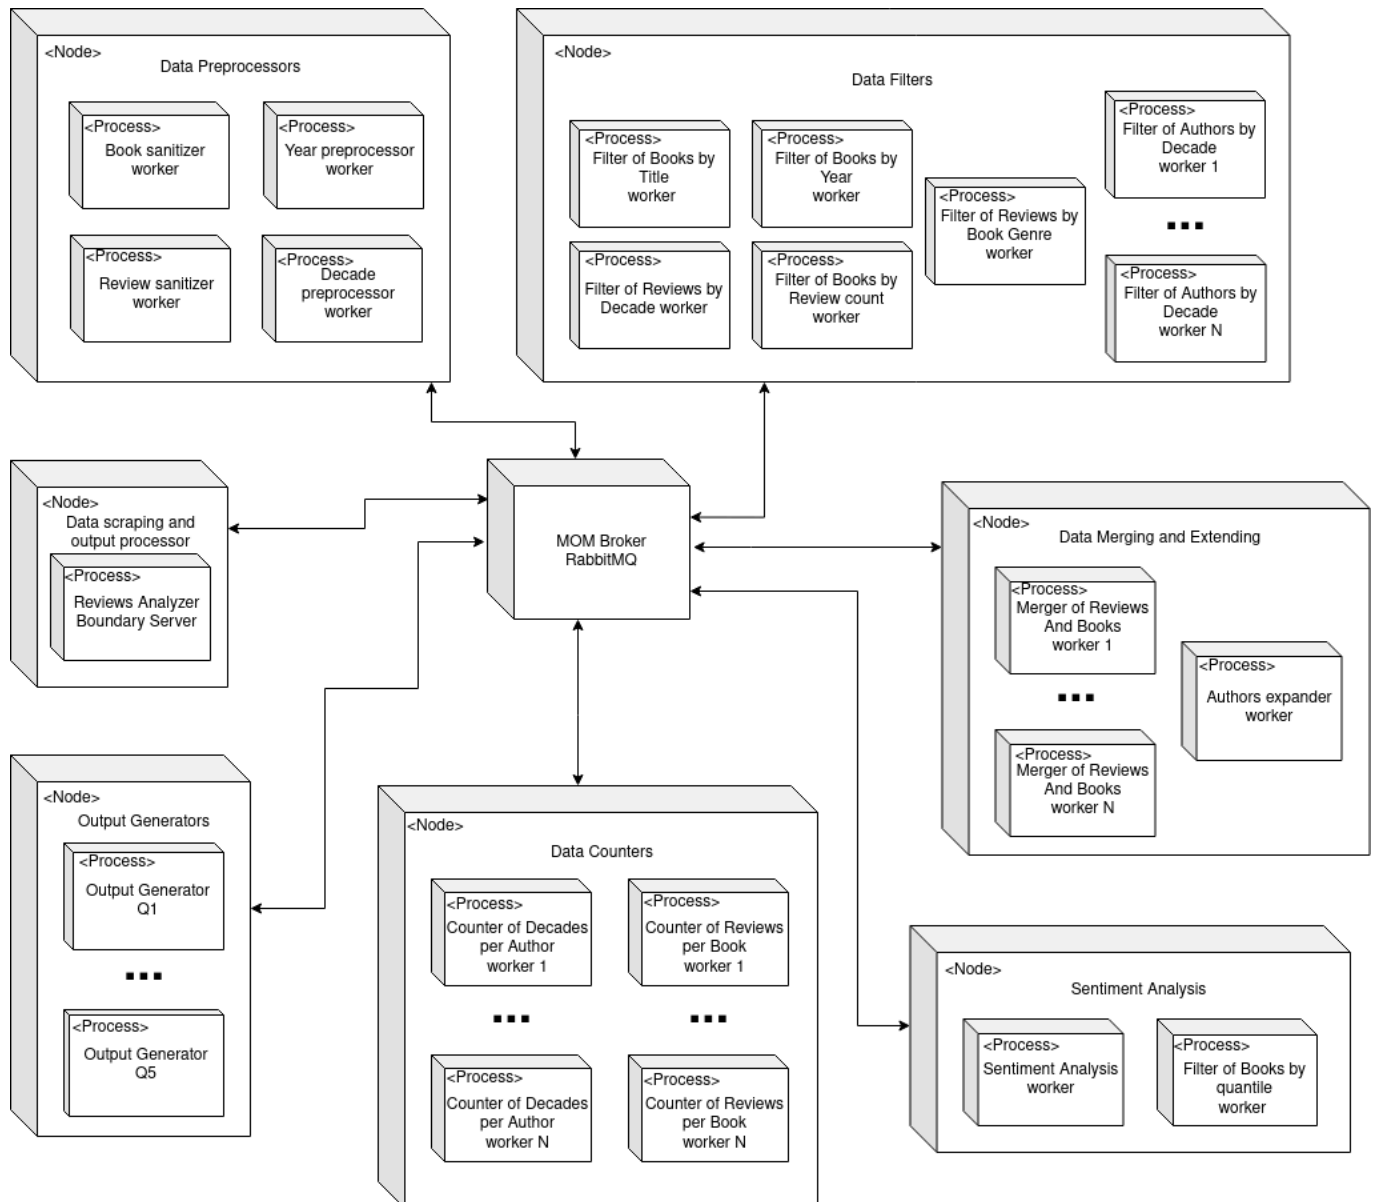 <Node>
Data Preprocessors
<Process>
Book sanitizer
worker
<Process>
Year preprocessor
worker
<Process>
Review sanitizer
worker
<Process>
Decade
preprocessor
worker
<Node>
Data Filters
<Process>
Filter of Books by
Title
worker
<Process>
Filter of Books by
Year
worker
<Process>
Filter of Reviews by
Decade worker
<Process>
Filter of Books by
Review count
worker
<Process>
Filter of Reviews by
Book Genre
worker
<Process>
Filter of Authors by
Decade
worker 1
<Process>
Filter of Authors by
Decade
worker N
<Node>
Data scraping and
output processor
<Process>
Reviews Analyzer
Boundary Server
MOM Broker
RabbitMQ
<Node>
Data Merging and Extending
<Process>
Merger of Reviews
And Books
worker 1
<Process>
Merger of Reviews
And Books
worker N
<Process>
Authors expander
worker
<Node>
Output Generators
<Process>
Output Generator
Q1
<Process>
Output Generator
Q5
<Node>
Data Counters
<Process>
Counter of Decades
per Author
worker 1
<Process>
Counter of Reviews
per Book
worker 1
<Process>
Counter of Decades
per Author
worker N
<Process>
Counter of Reviews
per Book
worker N
<Node>
Sentiment Analysis
<Process>
Sentiment Analysis
worker
<Process>
Filter of Books by
quantile
worker